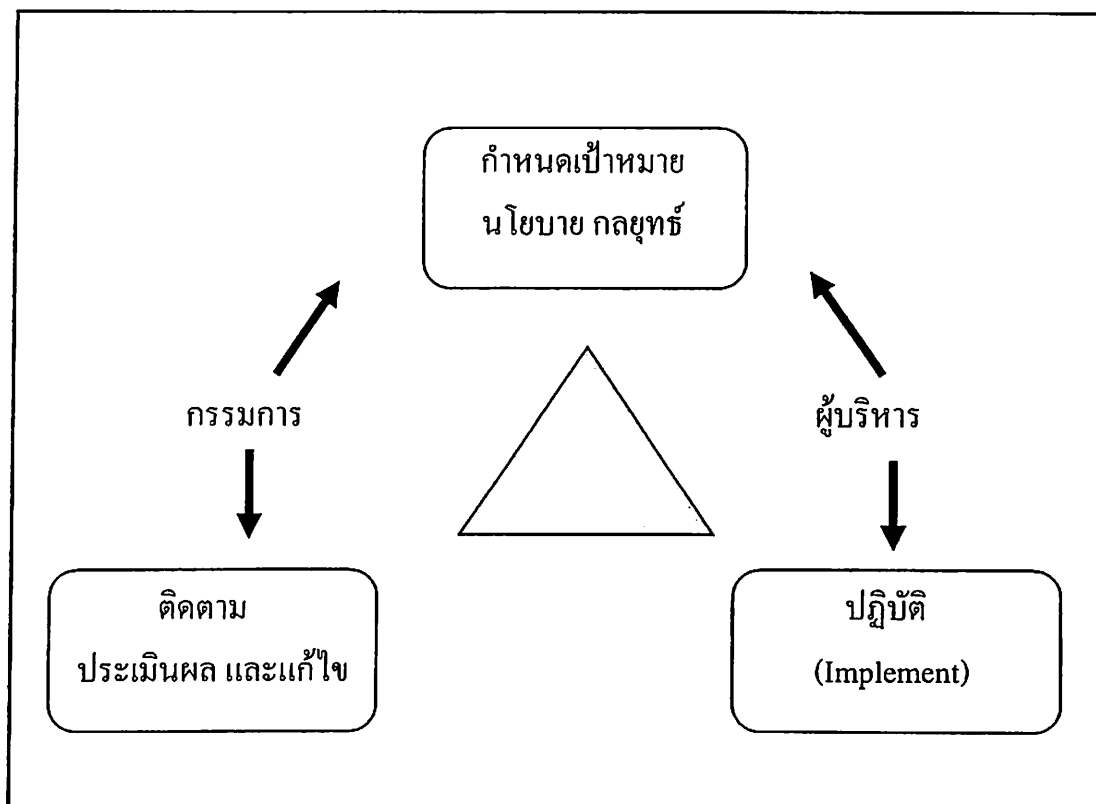 กำหนดเป้าหมาย
นโยบาย กลยุทธ์
กรรมการ
ผู้บริหาร
ติดตาม
ประเมินผล และแก้ไข
ปฏิบัติ
(Implement)